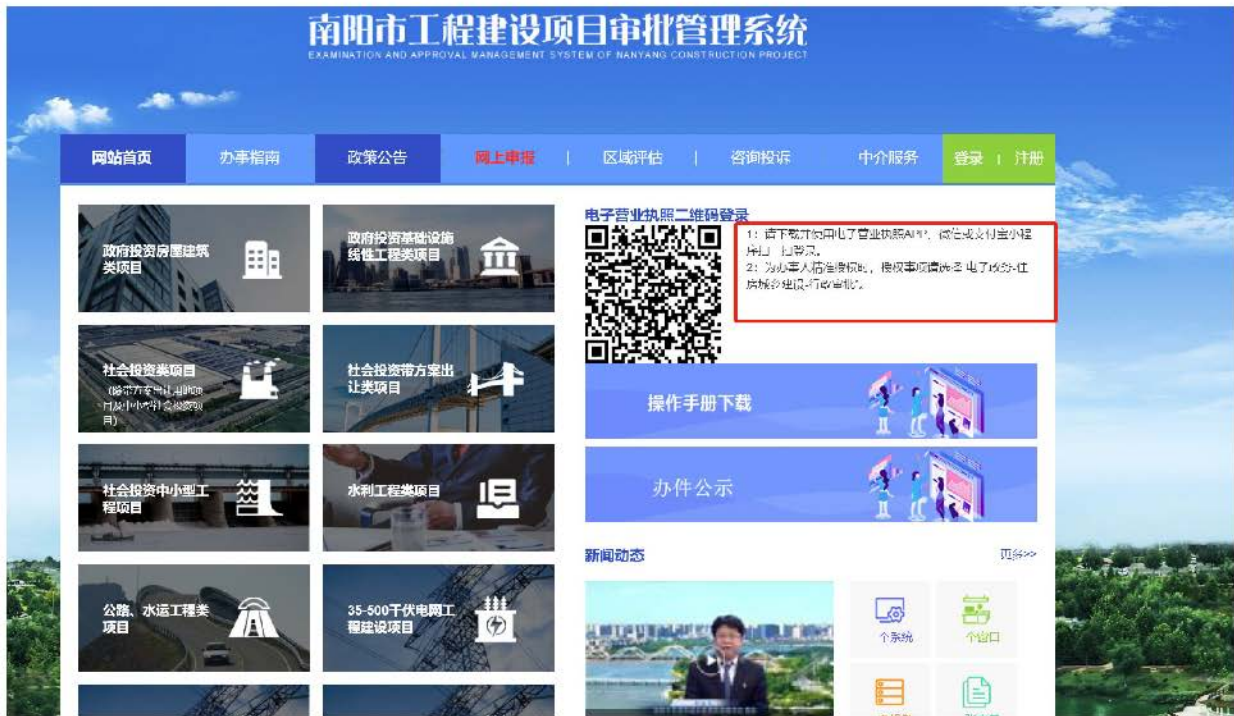 南阳市工程建设项目审批管理系统
EXAMINATION AND APPROVAL MANAGEMENT SYSTEM OF NANYANG CONSTRUCTION PROJECT
网站首页 办事指南 政策公告 网上申报 | 区域评估 | 咨询投诉 中介服务 登录 | 注册
政府投资房屋建筑
类项目
政府投资基础设施
线性工程类项目
电子营业执照二维码登录
1：请下载并使用电子营业执照APP、微信或支付宝小程
序扫一扫登录。
2：为办事人精准授权时，授权事项请选择"电子政务-住
房城乡建设-行政审批"。
社会投资类项目
社会投资带方案出
让类项目
操作手册下载
社会投资中小型工
程项目
水利工程类项目
办件公示
新闻动态 更多>>
公路、水运工程类
项目
35-500千伏电网工
程建设项目
个系统 个窗口